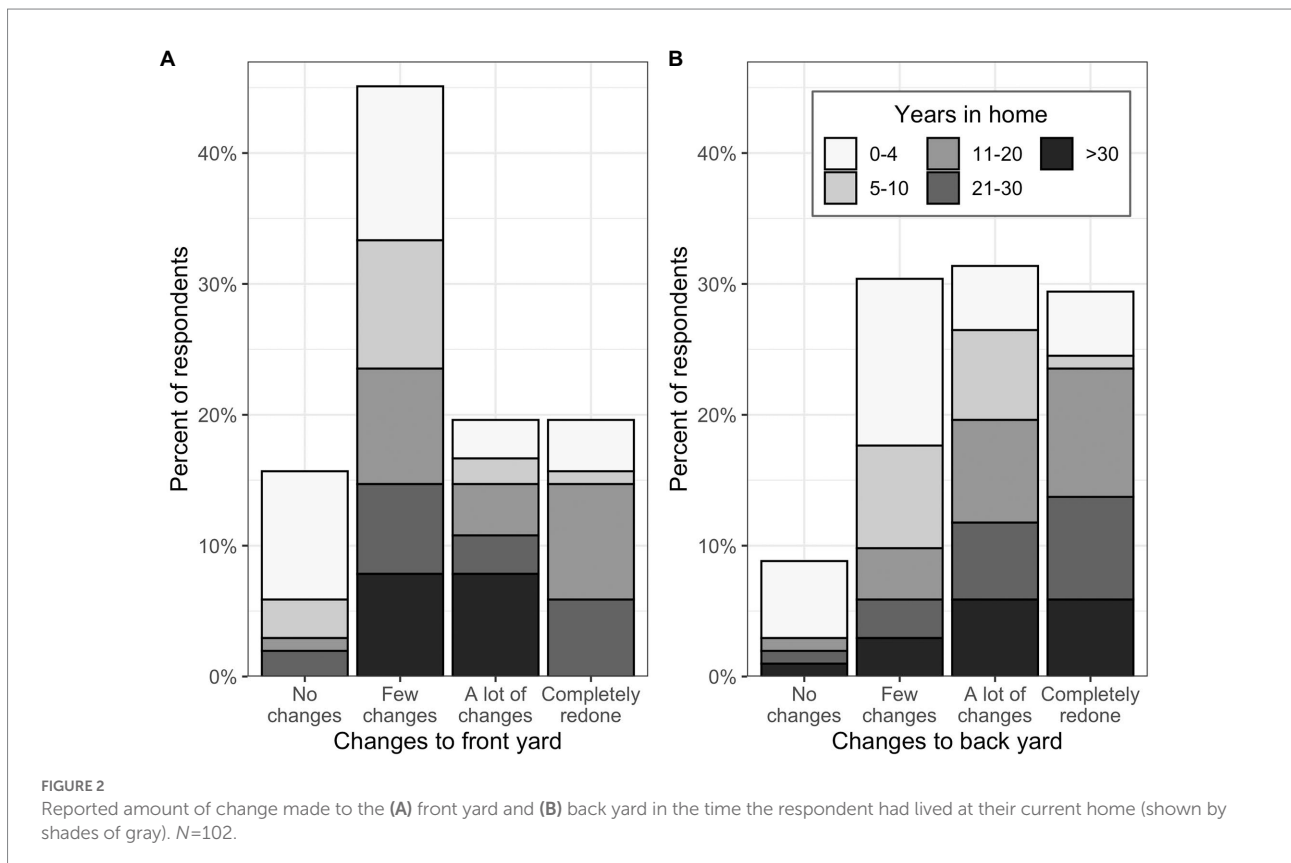 A
Percent of respondents
40%
30%
20%
10%
0%
No changes
Few changes
A lot of changes
Completely redone
Changes to front yard
B
Percent of respondents
40%
30%
20%
10%
0%
Years in home
0-4
5-10
11-20
21-30
>30
No changes
Few changes
A lot of changes
Completely redone
Changes to back yard
FIGURE 2
Reported amount of change made to the (A) front yard and (B) back yard in the time the respondent had lived at their current home (shown by
shades of gray). N=102.